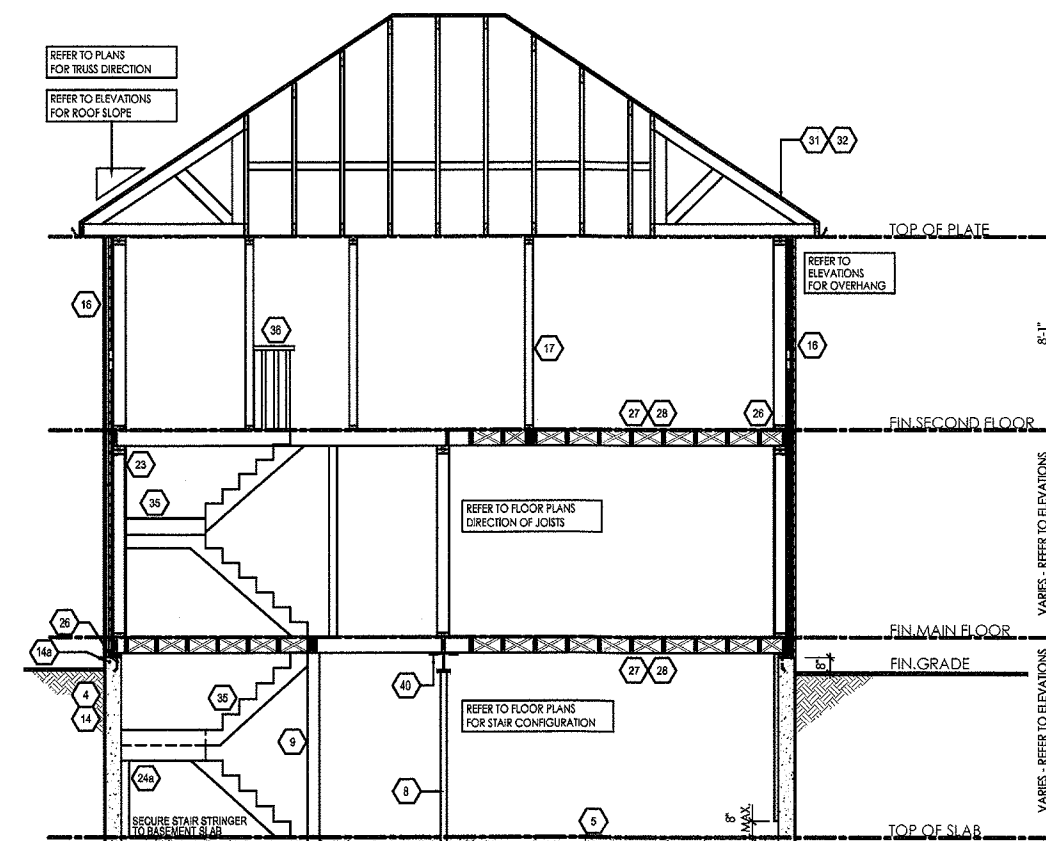 REFER TO PLANS
FOR TRUSS DIRECTION
REFER TO ELEVATIONS
FOR ROOF SLOPE
31 32
TOP OF PLATE
REFER TO
ELEVATIONS
FOR OVERHANG
16
36
17
16
8'-1"
27 28
26
FIN.SECOND FLOOR
23
35
REFER TO FLOOR PLANS
DIRECTION OF JOISTS
VARIES - REFER TO ELEVATIONS
26
FIN.MAIN FLOOR
14a
8"
FIN.GRADE
27 28
4
14
35
40
REFER TO FLOOR PLANS
FOR STAIR CONFIGURATION
VARIES - REFER TO ELEVATIONS
9
24a
8
SECURE STAIR STRINGER
TO BASEMENT SLAB
5
8"
MAX.
TOP OF SLAB